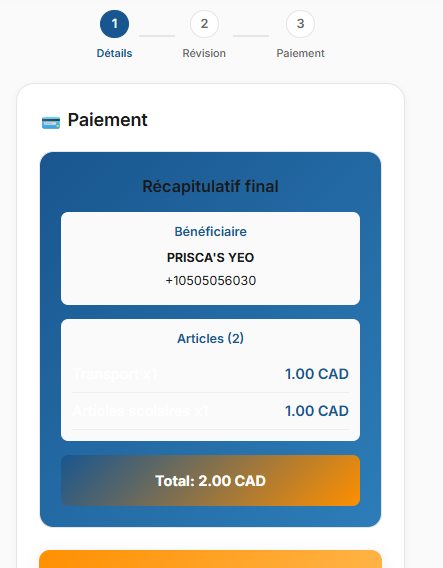 1 2 3
Détails Révision Paiement
Paiement
Récapitulatif final
Bénéficiaire
PRISCA'S YEO
+10505056030
Articles (2)
Transport x1 1.00 CAD
Articles scolaires x1 1.00 CAD
Total: 2.00 CAD